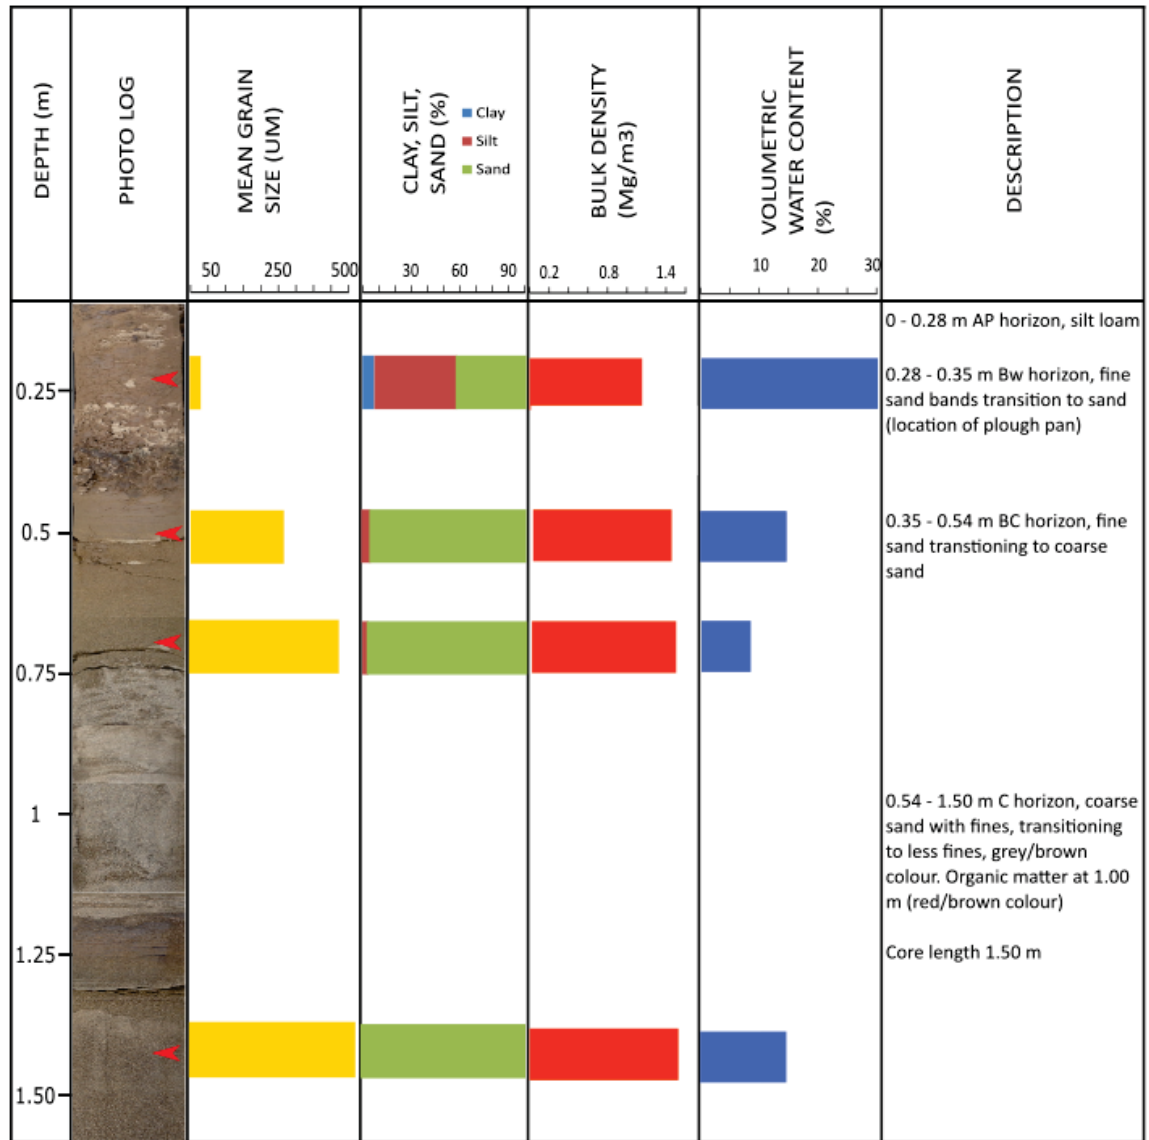 DEPTH (m)
PHOTO LOG
MEAN GRAIN
SIZE (UM)
50 250 500
CLAY, SILT,
SAND (%)
Clay
Silt
Sand
30 60 90
BULK DENSITY
(Mg/m3)
0.2 0.8 1.4
VOLUMETRIC
WATER CONTENT
(%)
10 20 30
DESCRIPTION
0.25
0.5
0.75
1
1.25
1.50
0 - 0.28 m AP horizon, silt loam
0.28 - 0.35 m Bw horizon, fine
sand bands transition to sand
(location of plough pan)
0.35 - 0.54 m BC horizon, fine
sand transtioning to coarse
sand
0.54 - 1.50 m C horizon, coarse
sand with fines, transitioning
to less fines, grey/brown
colour. Organic matter at 1.00
m (red/brown colour)
Core length 1.50 m